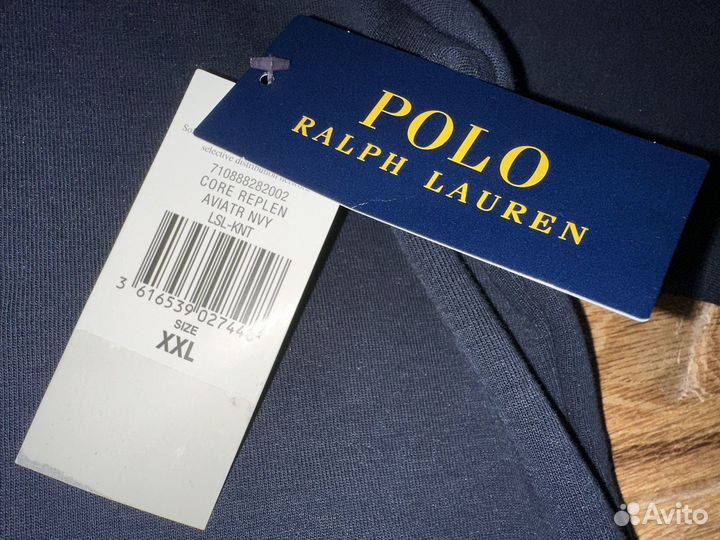 POLO
RALPH LAUREN
selective distribution
710888282002
CORE REPLEN
AVIATR NVY
LSL-KNT
3 616539 02744
SIZE
XXL
Avito